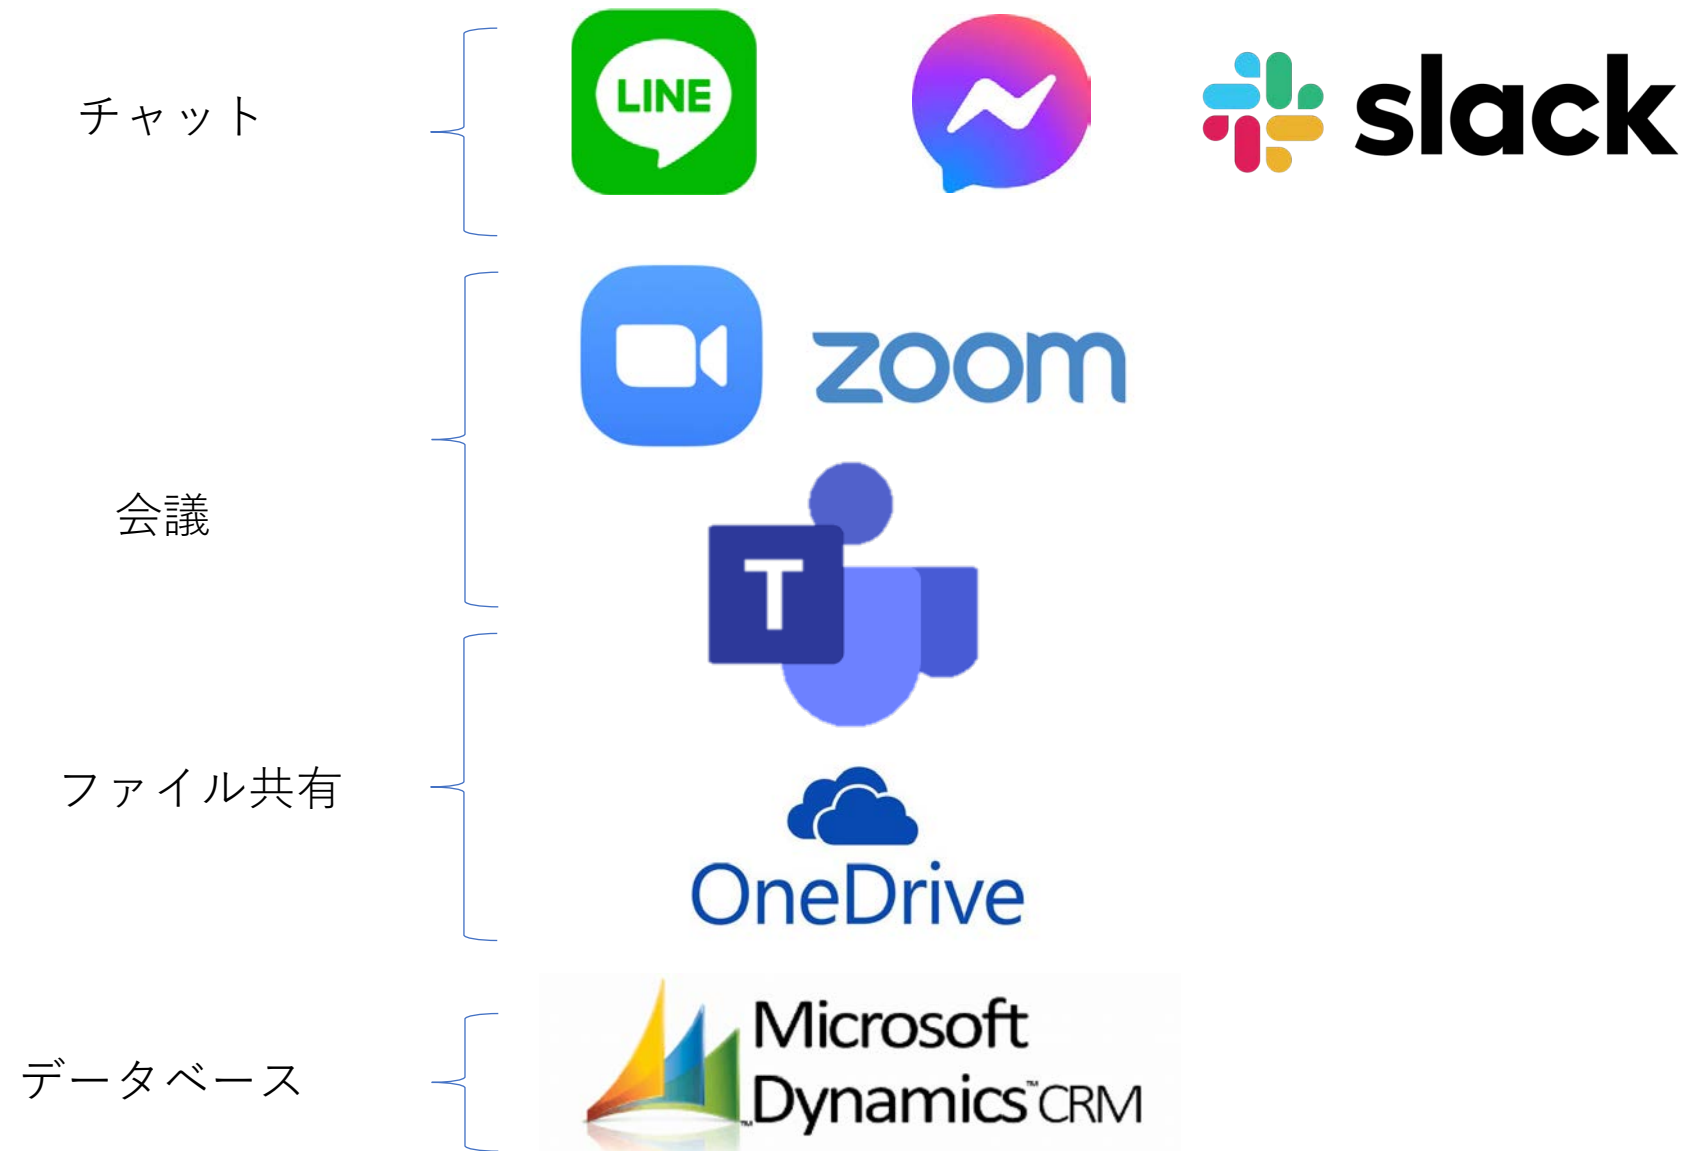 チャット
LINE
slack
zoom
会議
T
ファイル共有
OneDrive
データベース
Microsoft
Dynamics™ CRM